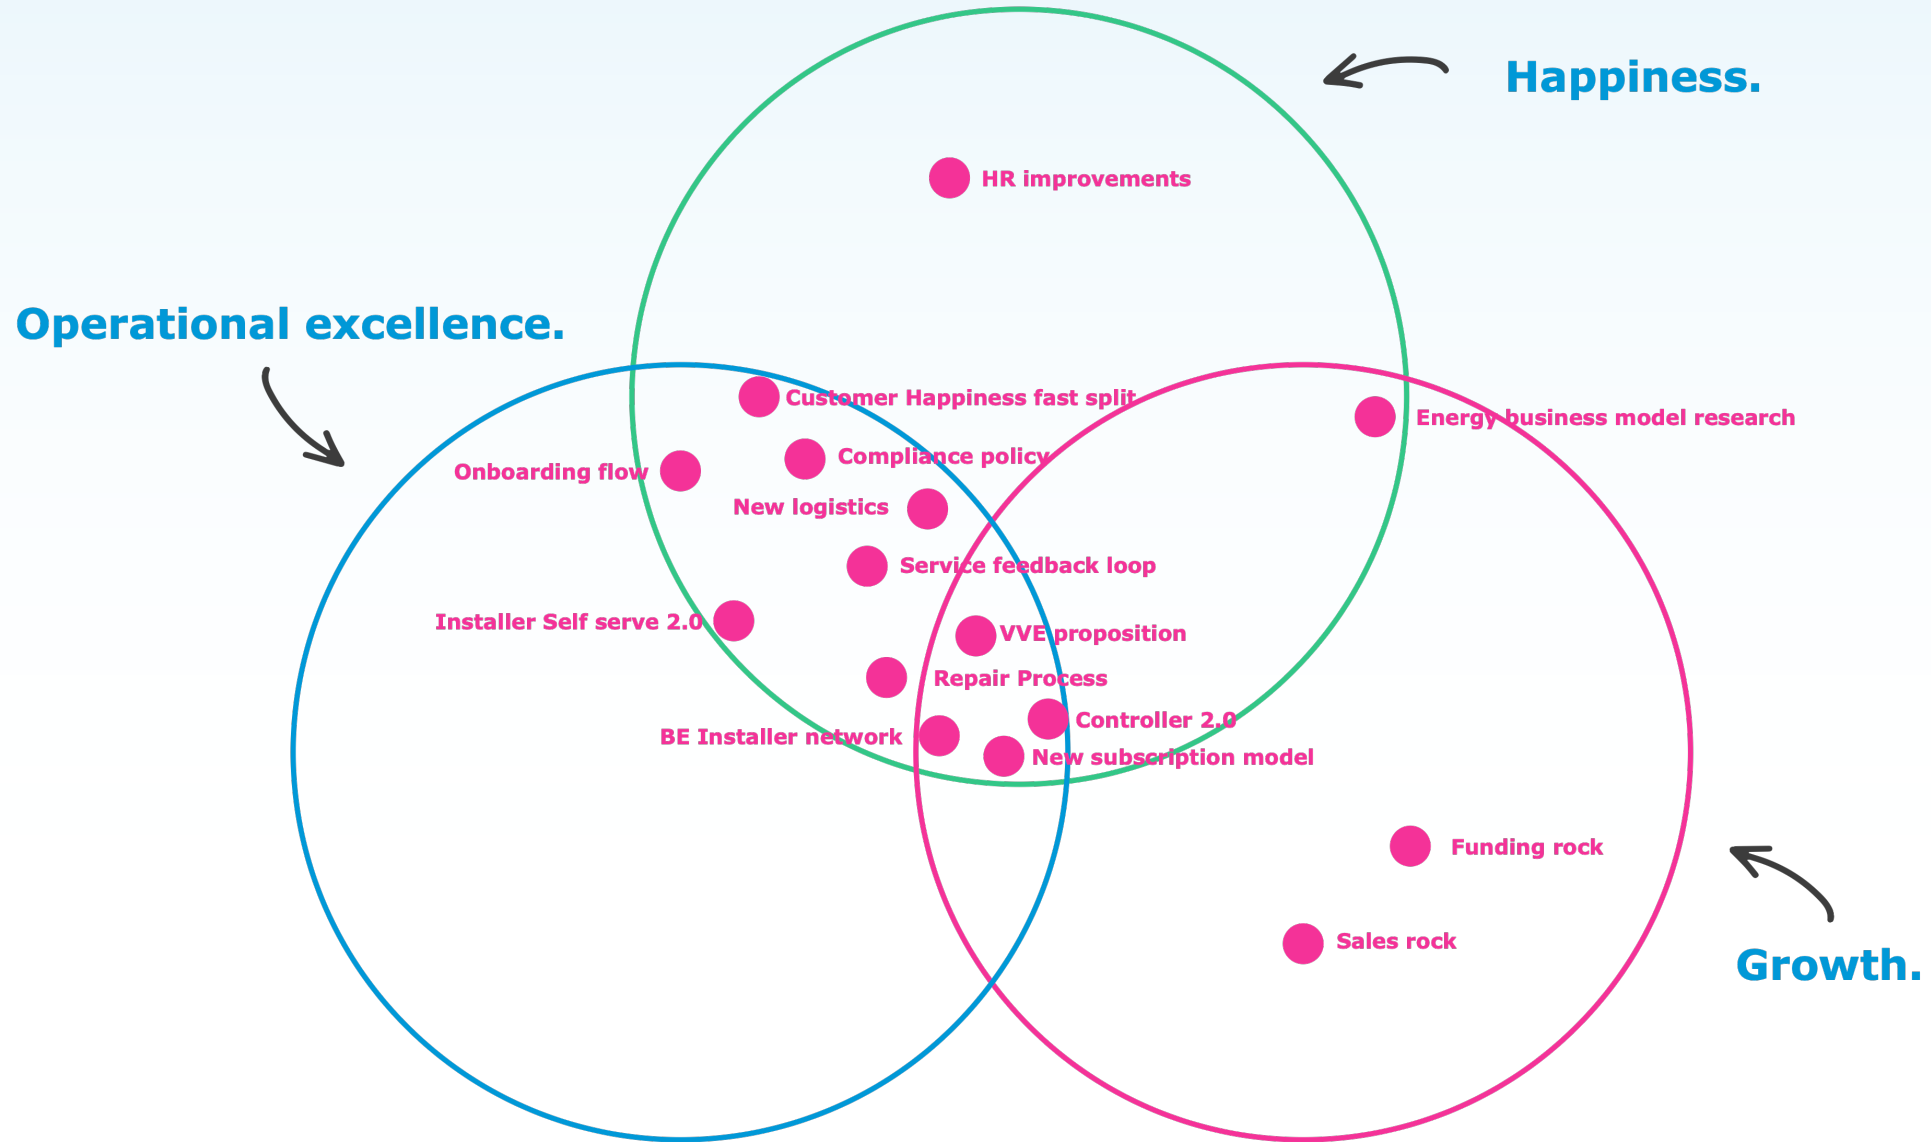 Happiness.
HR improvements
Operational excellence.
Customer Happiness fast split
Energy business model research
Compliance policy
Onboarding flow
New logistics
Service feedback loop
Installer Self serve 2.0
VVE proposition
Repair Process
Controller 2.0
BE Installer network
New subscription model
Funding rock
Sales rock
Growth.